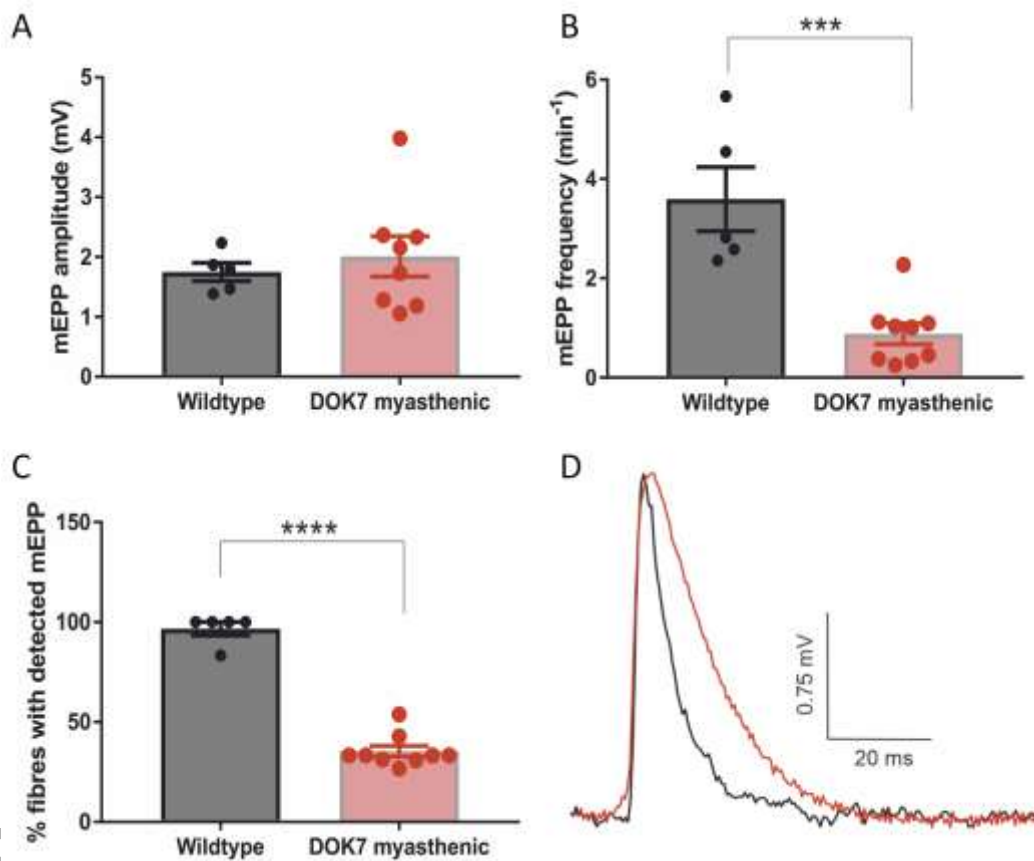 A
mEPP amplitude (mV)
5
4
3
2
1
0
Wildtype DOK7 myasthenic
B
***
mEPP frequency (min⁻¹)
6
4
2
0
Wildtype DOK7 myasthenic
C
****
% fibres with detected mEPP
150
100
50
0
Wildtype DOK7 myasthenic
D
0.75 mV
20 ms